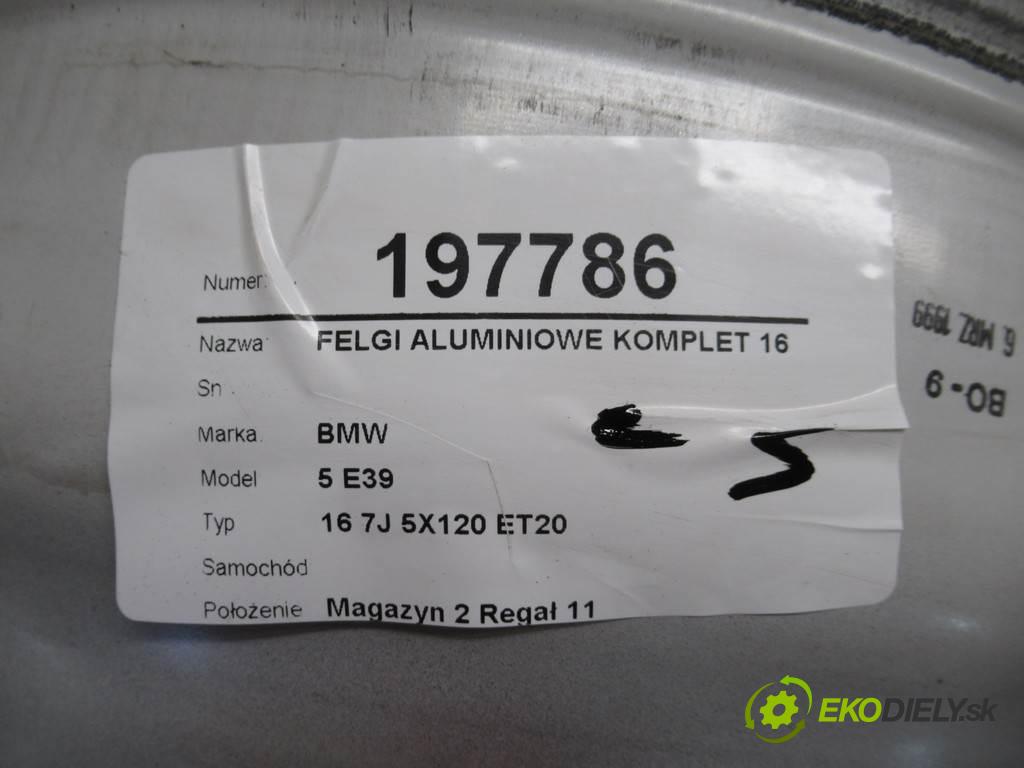 Numer: 197786
Nazwa: FELGI ALUMINIOWE KOMPLET 16
Sn :
Marka: BMW
Model 5 E39
Typ 16 7J 5X120 ET20
Samochód
Położenie Magazyn 2 Regał 11
6. MRZ. 1999
BO-9
EKODIELY.sk